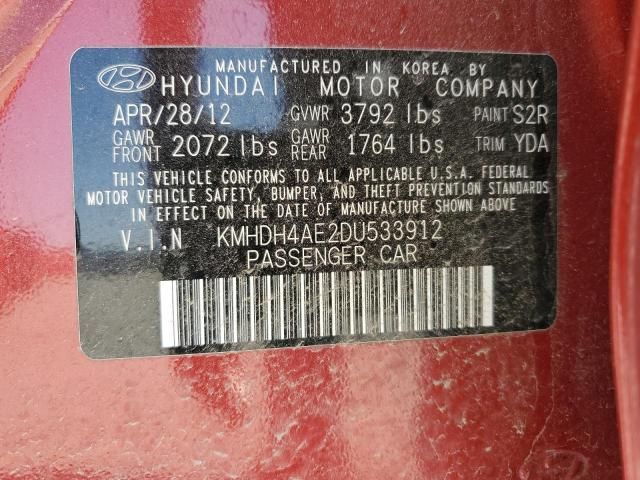 MANUFACTURED IN KOREA BY
HYUNDAI MOTOR COMPANY
APR/28/12 GVWR 3792 lbs PAINT S2R
GAWR FRONT 2072 lbs GAWR REAR 1764 lbs TRIM YDA
THIS VEHICLE CONFORMS TO ALL APPLICABLE U.S.A. FEDERAL
MOTOR VEHICLE SAFETY, BUMPER, AND THEFT PREVENTION STANDARDS
IN EFFECT ON THE DATE OF MANUFACTURE SHOWN ABOVE.
V.I.N KMHDH4AE2DU533912
PASSENGER CAR